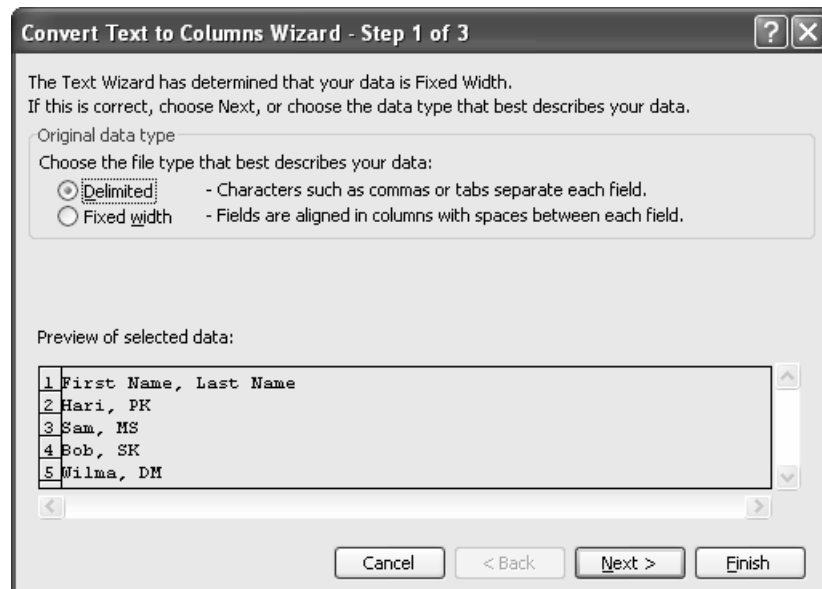 Convert Text to Columns Wizard - Step 1 of 3
The Text Wizard has determined that your data is Fixed Width.
If this is correct, choose Next, or choose the data type that best describes your data.
Original data type
Choose the file type that best describes your data:
Delimited - Characters such as commas or tabs separate each field.
Fixed width - Fields are aligned in columns with spaces between each field.
Preview of selected data:
1 First Name, Last Name
2 Hari, PK
3 Sam, MS
4 Bob, SK
5 Wilma, DM
Cancel < Back Next > Finish